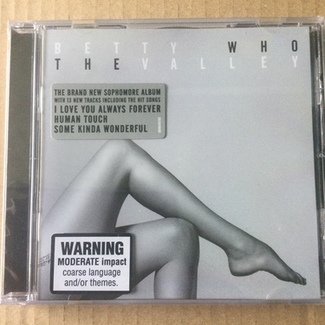 BETTY WHO
THE VALLEY
THE BRAND NEW SOPHOMORE ALBUM
WITH 13 NEW TRACKS INCLUDING THE HIT SONGS
I LOVE YOU ALWAYS FOREVER
HUMAN TOUCH
SOME KINDA WONDERFUL
WARNING
MODERATE impact
coarse language
and/or themes.